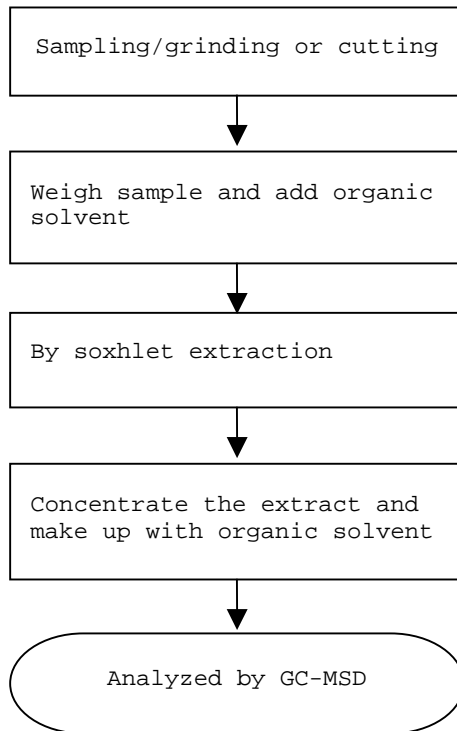 Sampling/grinding or cutting
Weigh sample and add organic
solvent
By soxhlet extraction
Concentrate the extract and
make up with organic solvent
Analyzed by GC-MSD